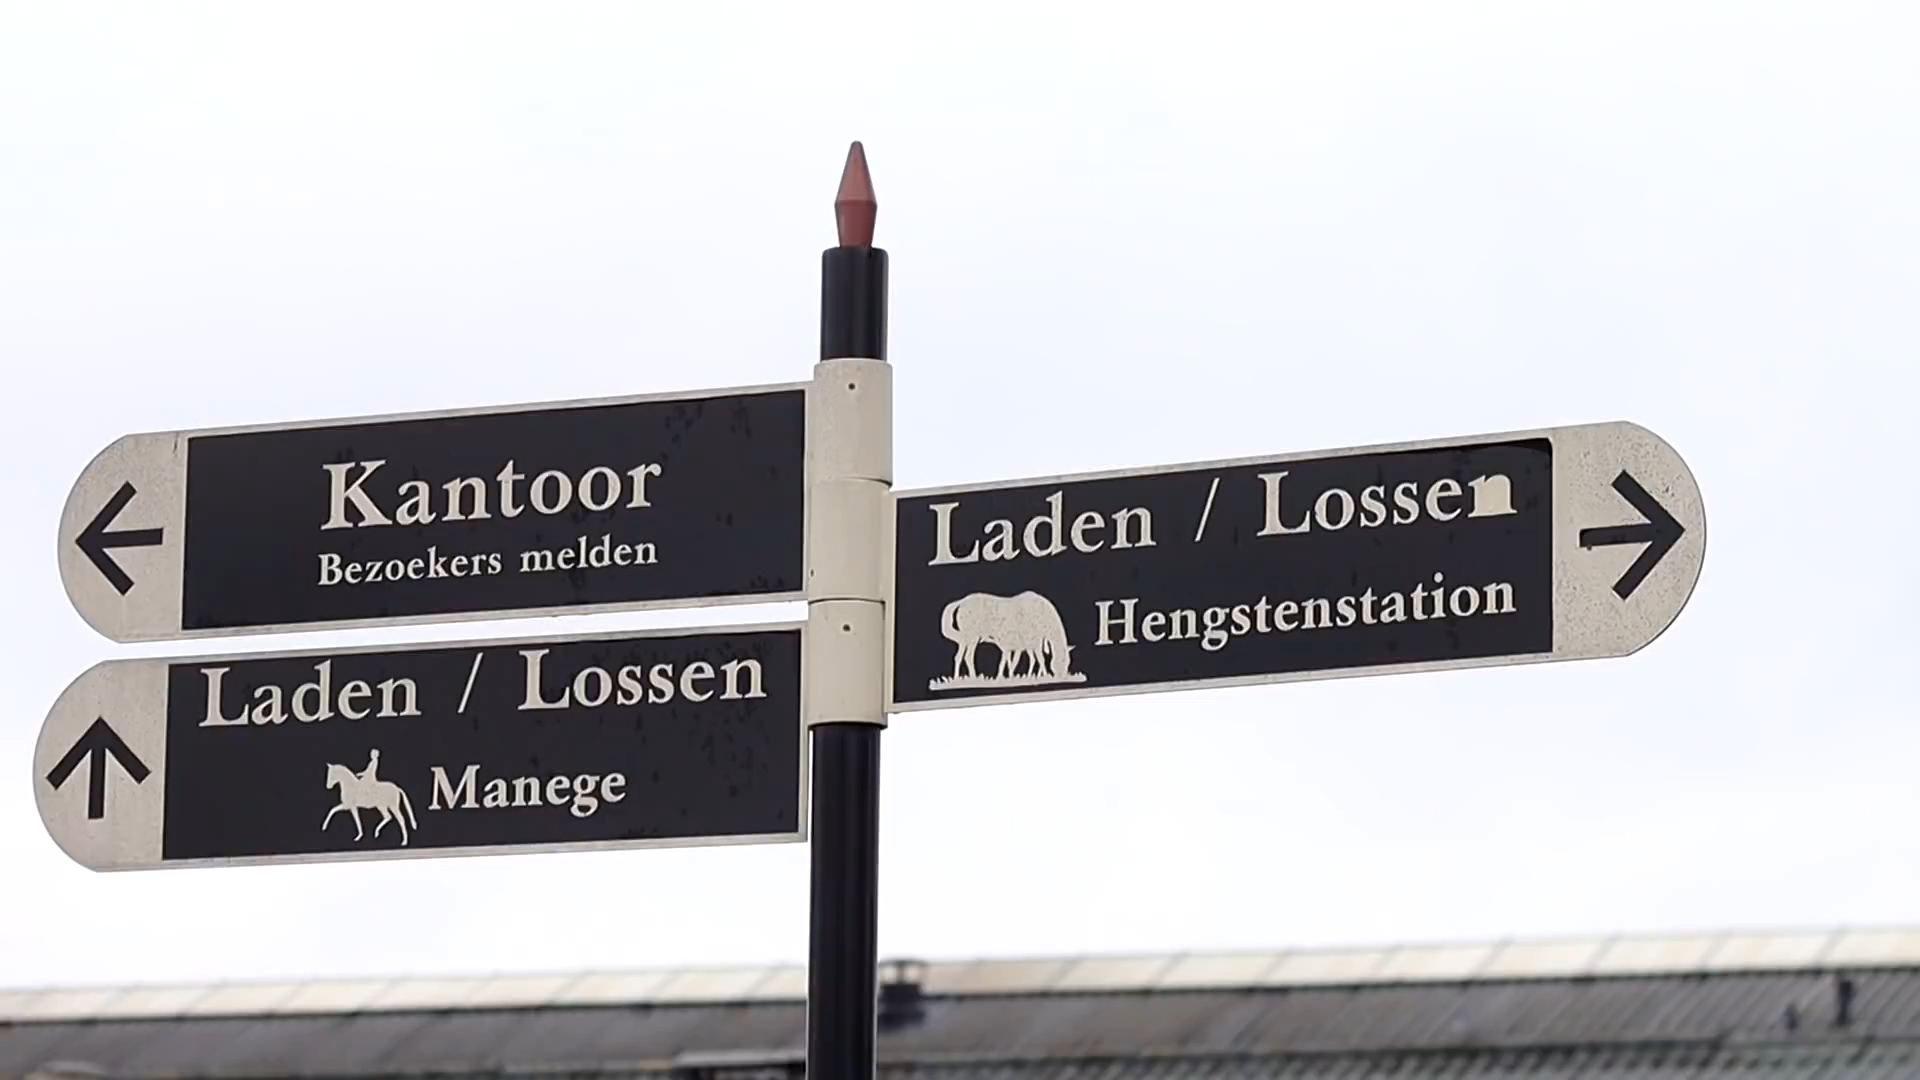 Kantoor
Bezoekers melden
Laden / Lossen
Manege
Laden / Lossen
Hengstenstation